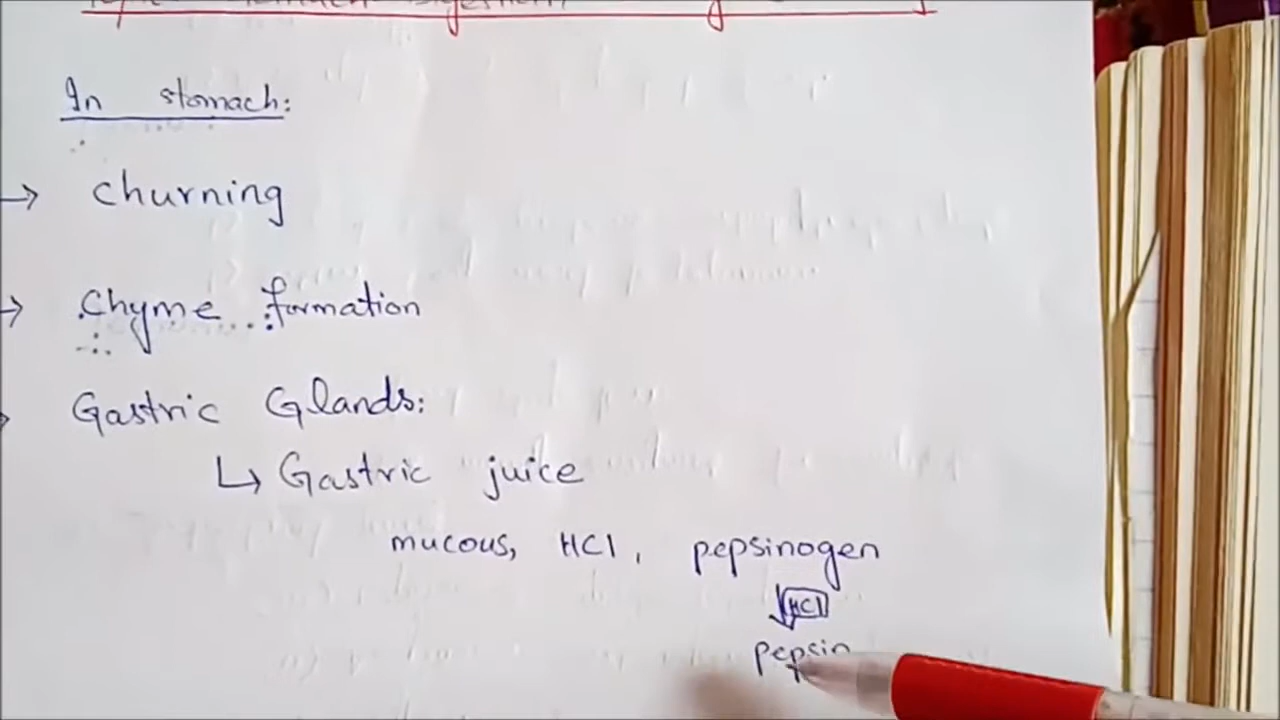 In stomach:
→ Churning
→ Chyme formation
Gastric Glands:
↳ Gastric juice
mucous, HCl, pepsinogen
↓ HCl
pepsin